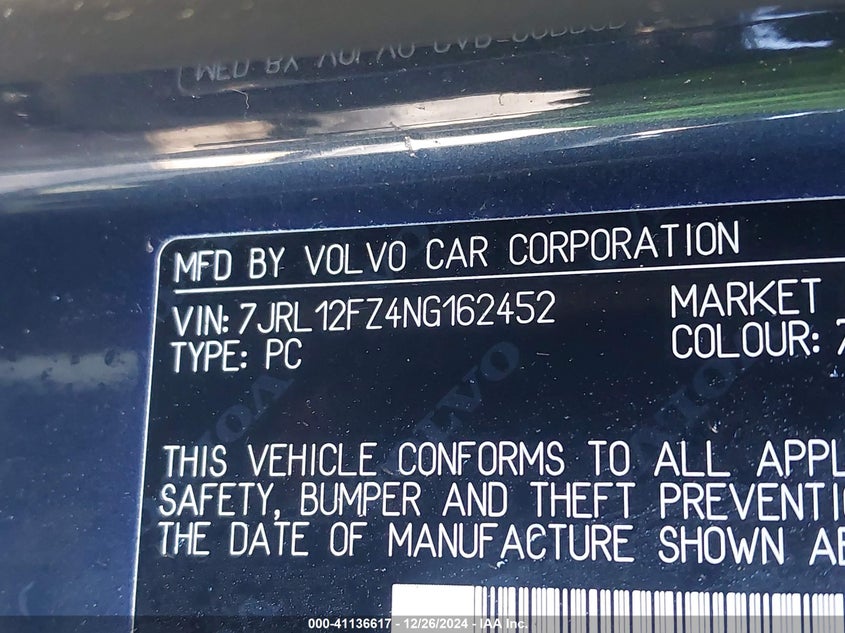 MFD BY VOLVO CAR CORPORATION
VIN: 7JRL12FZ4NG162452
MARKET
TYPE: PC
COLOUR: 7
THIS VEHICLE CONFORMS TO ALL APPL
SAFETY, BUMPER AND THEFT PREVENTI
THE DATE OF MANUFACTURE SHOWN AB
000-41136617 - 12/26/2024 - IAA Inc.